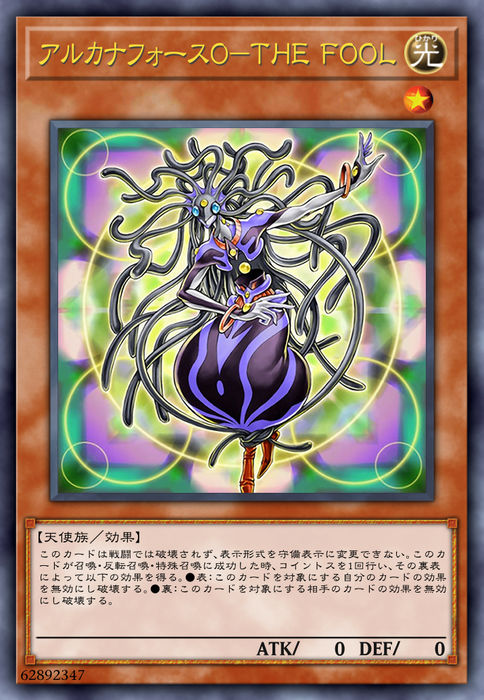 アルカナフォース0-THE FOOL
ひかり
光
【天使族/効果】
このカードは戦闘では破壊されず、表示形式を守備表示に変更できない。このカ
ードが召喚・反転召喚・特殊召喚に成功した時、コイントスを1回行い、その裏表
によって以下の効果を得る。●表:このカードを対象にする自分のカードの効果
を無効にし破壊する。●裏:このカードを対象にする相手のカードの効果を無効
にし破壊する。
ATK/ 0 DEF/ 0
62892347